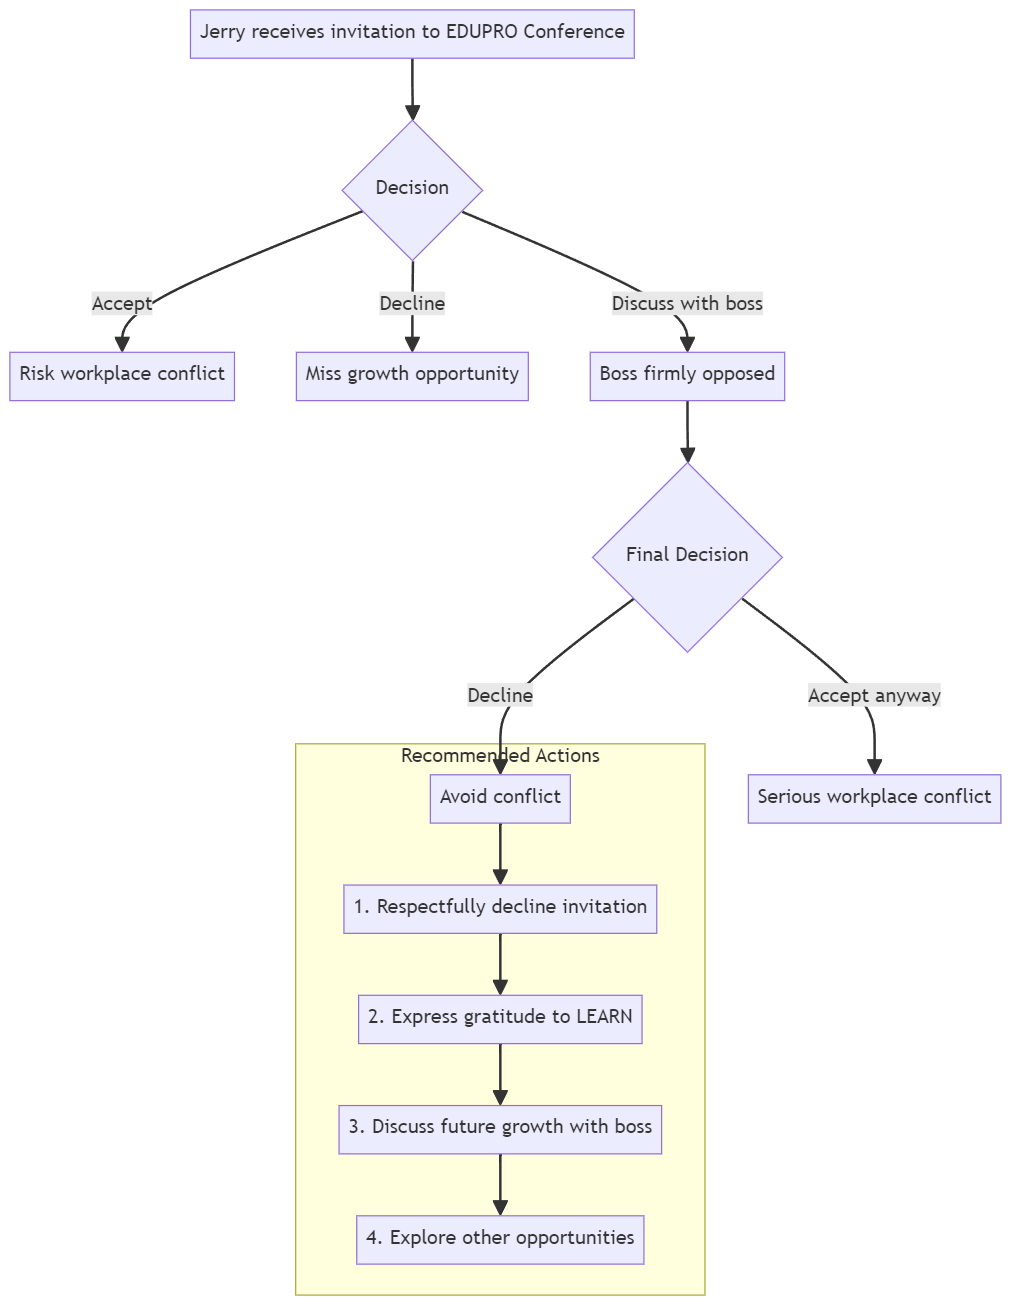 Jerry receives invitation to EDUPRO Conference
Decision
Accept
Decline
Discuss with boss
Risk workplace conflict
Miss growth opportunity
Boss firmly opposed
Final Decision
Decline
Accept anyway
Recommended Actions
Avoid conflict
Serious workplace conflict
1. Respectfully decline invitation
2. Express gratitude to LEARN
3. Discuss future growth with boss
4. Explore other opportunities